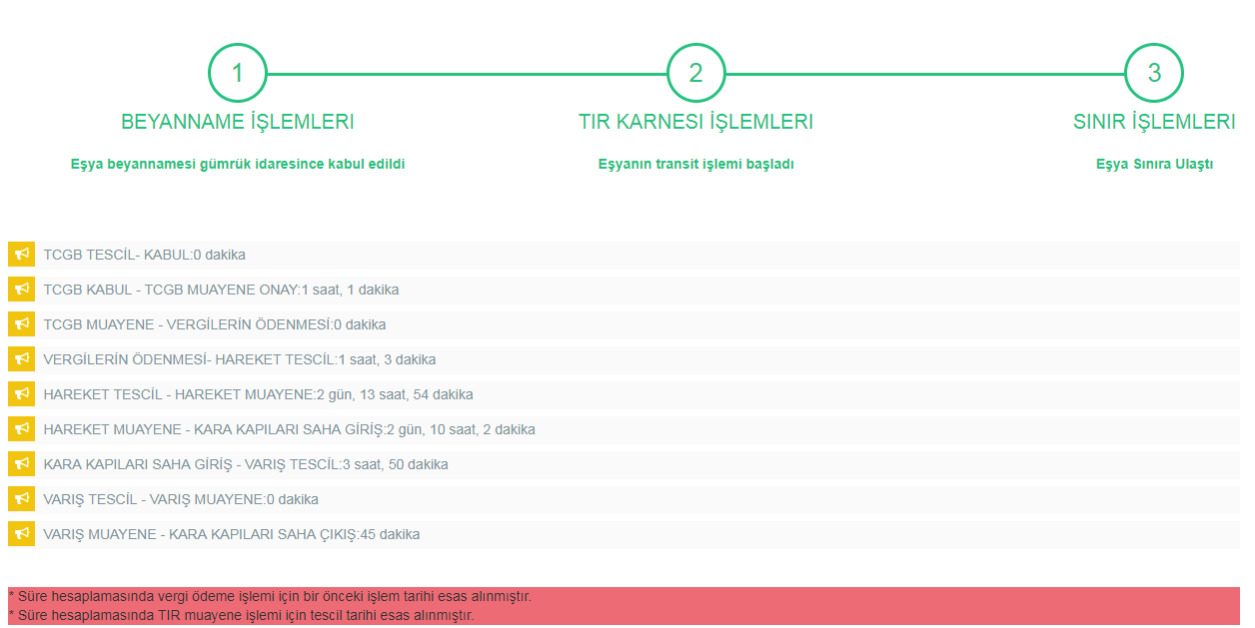 1
2
3
BEYANNAME İŞLEMLERI
TIR KARNESI İŞLEMLERI
SINIR İŞLEMLERI
Eşya beyannamesi gümrük idaresince kabul edildi
Eşyanın transit işlemi başladı
Eşya Sınıra Ulaştı
TCGB TESCİL- KABUL:0 dakika
TCGB KABUL - TCGB MUAYENE ONAY:1 saat, 1 dakika
TCGB MUAYENE - VERGİLERİN ÖDENMESİ:0 dakika
VERGİLERİN ÖDENMESİ- HAREKET TESCİL:1 saat, 3 dakika
HAREKET TESCİL - HAREKET MUAYENE:2 gün, 13 saat, 54 dakika
HAREKET MUAYENE - KARA KAPILARI SAHA GİRİŞ:2 gün, 10 saat, 2 dakika
KARA KAPILARI SAHA GİRİŞ - VARIŞ TESCİL:3 saat, 50 dakika
VARIŞ TESCİL - VARIŞ MUAYENE:0 dakika
VARIŞ MUAYENE - KARA KAPILARI SAHA ÇIKIŞ:45 dakika
* Süre hesaplamasında vergi ödeme işlemi için bir önceki işlem tarihi esas alınmıştır.
* Süre hesaplamasında TIR muayene işlemi için tescil tarihi esas alınmıştır.